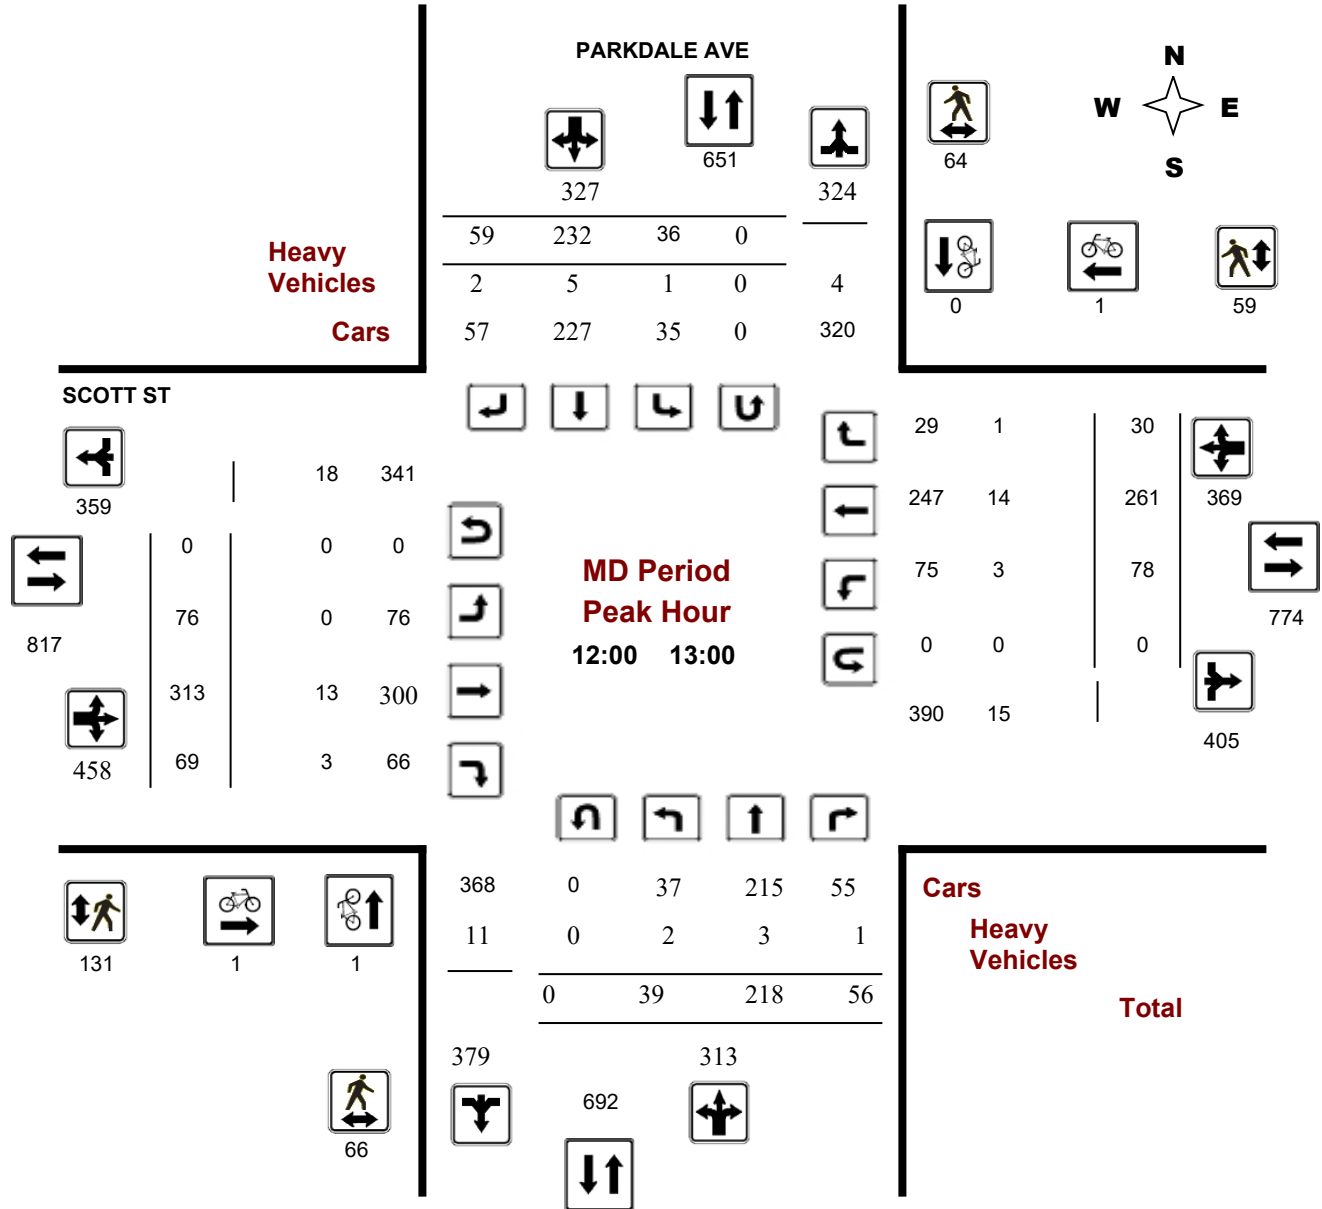 PARKDALE AVE
N
W E
S
651
64
327 324
59 232 36 0
Heavy
Vehicles
2 5 1 0 4
0 1 59
Cars
57 227 35 0 320
SCOTT ST
29 1 30
18 341
359
247 14 261 369
0 0 0
MD Period
75 3 78
Peak Hour
76 0 76
774
817
12:00 13:00
0 0 0
313 13 300
390 15
405
458 69 3 66
368 0 37 215 55
Cars
11 0 2 3 1
Heavy
Vehicles
131 1 1
0 39 218 56
Total
379 313
692
66